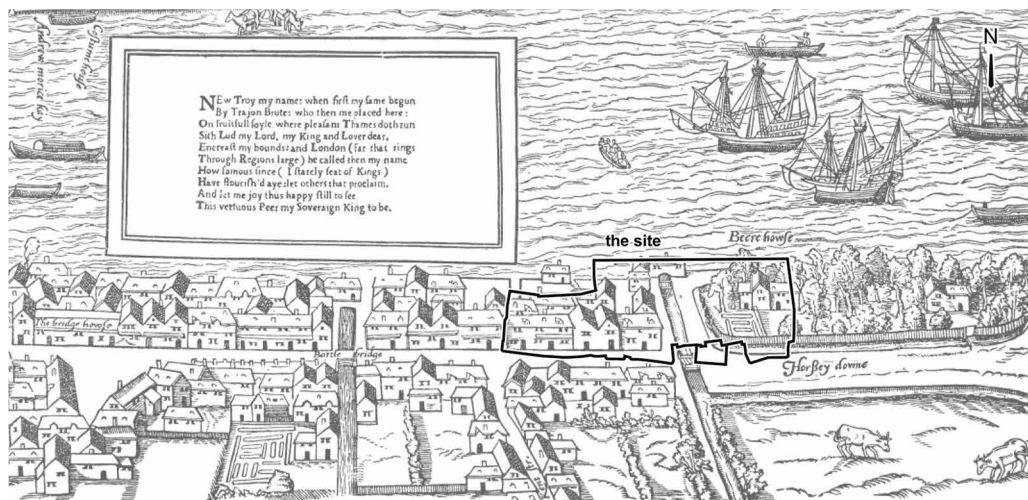 N
NEw Troy my name: when firſt my fame begun
By Trojon Brute: who then me placed here:
On fruitfull ſoyle, where pleaſant Thames doth run
Sith Lud my Lord, my King and Lover dear,
Encreaſt my bounds: and London (far that rings
Through Regions large) he called then my name
How famous ſince (I ſtately ſeat of Kings)
Have flouriſh'd aye: let others that proclaim,
And let me joy thus happy ſtill to ſee
This vertuous Peer my Soveraign King to be.
the site
Beere howſe
The bridge howſe
Battle bridge
Horſey downe